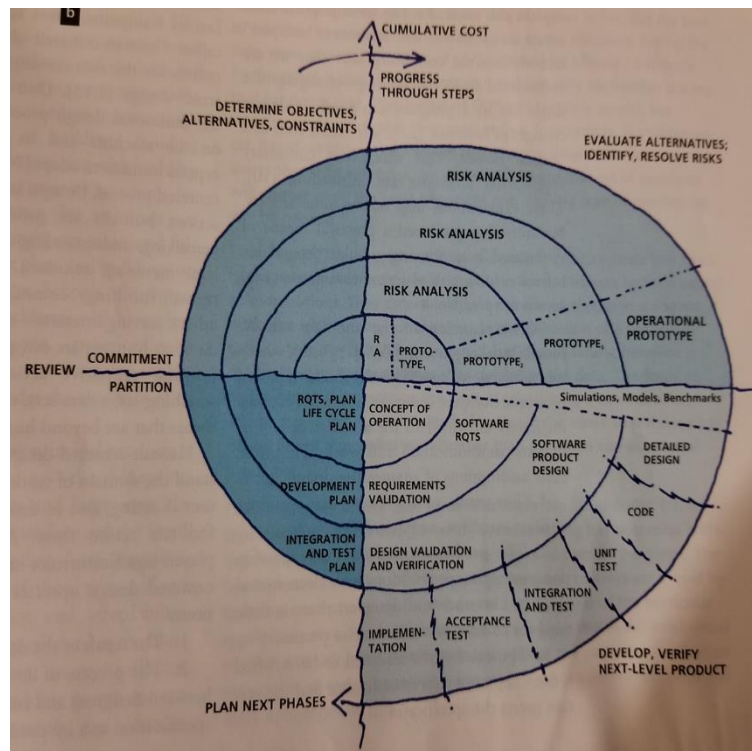 b
CUMULATIVE COST
PROGRESS
THROUGH STEPS
DETERMINE OBJECTIVES,
ALTERNATIVES, CONSTRAINTS
EVALUATE ALTERNATIVES;
IDENTIFY, RESOLVE RISKS
RISK ANALYSIS
RISK ANALYSIS
RISK ANALYSIS
R
A
PROTO-
TYPE₁
PROTOTYPE₂
PROTOTYPE₃
OPERATIONAL
PROTOTYPE
REVIEW
COMMITMENT
PARTITION
Simulations, Models, Benchmarks
RQTS, PLAN
LIFE CYCLE
PLAN
CONCEPT OF
OPERATION
SOFTWARE
RQTS
SOFTWARE
PRODUCT
DESIGN
DETAILED
DESIGN
DEVELOPMENT
PLAN
REQUIREMENTS
VALIDATION
CODE
INTEGRATION
AND TEST
PLAN
DESIGN VALIDATION
AND VERIFICATION
UNIT
TEST
INTEGRATION
AND TEST
ACCEPTANCE
TEST
IMPLEMEN-
TATION
DEVELOP, VERIFY
NEXT-LEVEL PRODUCT
PLAN NEXT PHASES